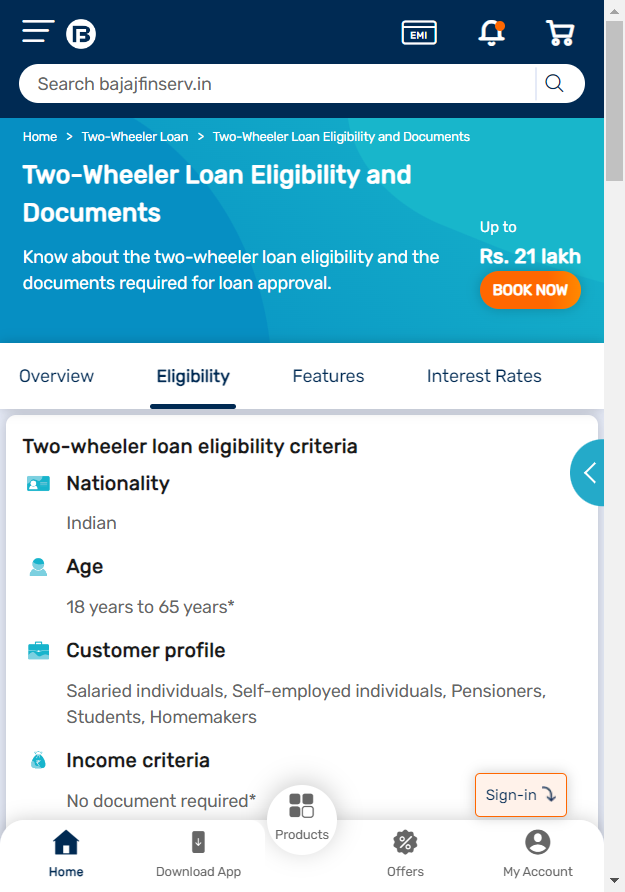 EMI
Search bajajfinserv.in
Home > Two-Wheeler Loan > Two-Wheeler Loan Eligibility and Documents
Two-Wheeler Loan Eligibility and
Documents
Know about the two-wheeler loan eligibility and the
documents required for loan approval.
Up to
Rs. 21 lakh
BOOK NOW
Overview Eligibility Features Interest Rates
Two-wheeler loan eligibility criteria
Nationality
Indian
Age
18 years to 65 years*
Customer profile
Salaried individuals, Self-employed individuals, Pensioners,
Students, Homemakers
Income criteria
No document required*
Sign-in
Products
Home Download App Offers My Account